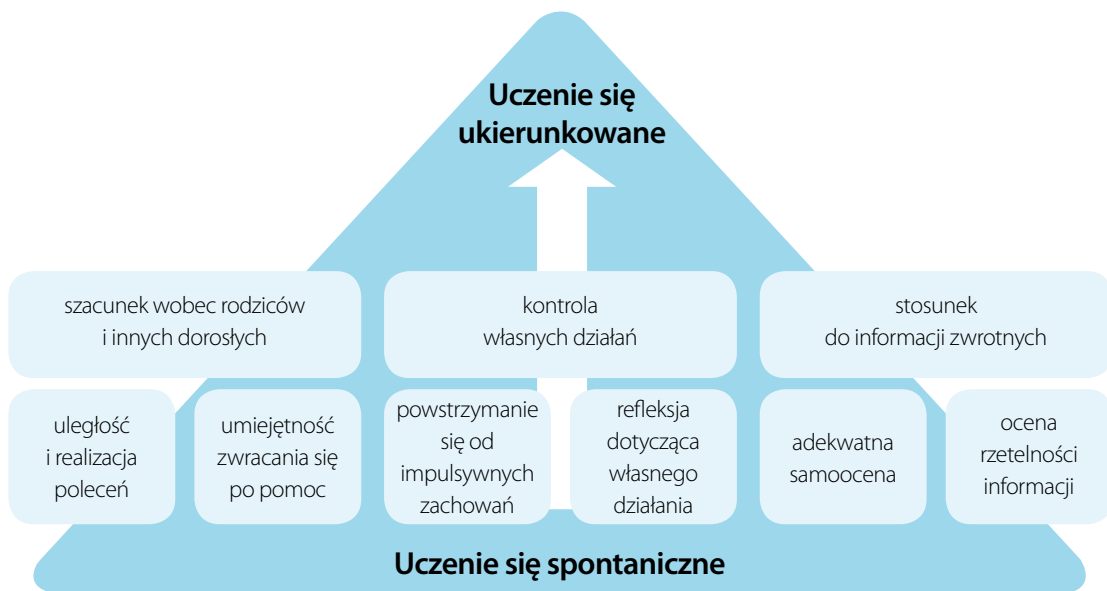 Uczenie się
ukierunkowane
szacunek wobec rodziców
i innych dorosłych
kontrola
własnych działań
stosunek
do informacji zwrotnych
uległość
i realizacja
poleceń
umiejętność
zwracania się
po pomoc
powstrzymanie
się od
impulsywnych
zachowań
refleksja
dotycząca
własnego
działania
adekwatna
samoocena
ocena
rzetelności
informacji
Uczenie się spontaniczne